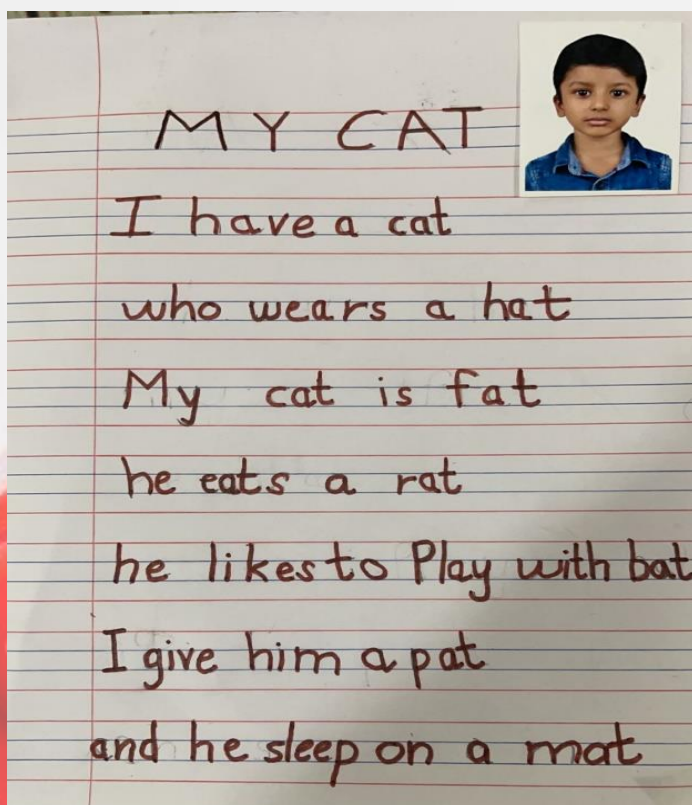 MY CAT
I have a cat
who wears a hat
My cat is fat
he eats a rat
he likes to Play with bat
I give him a pat
and he sleep on a mat